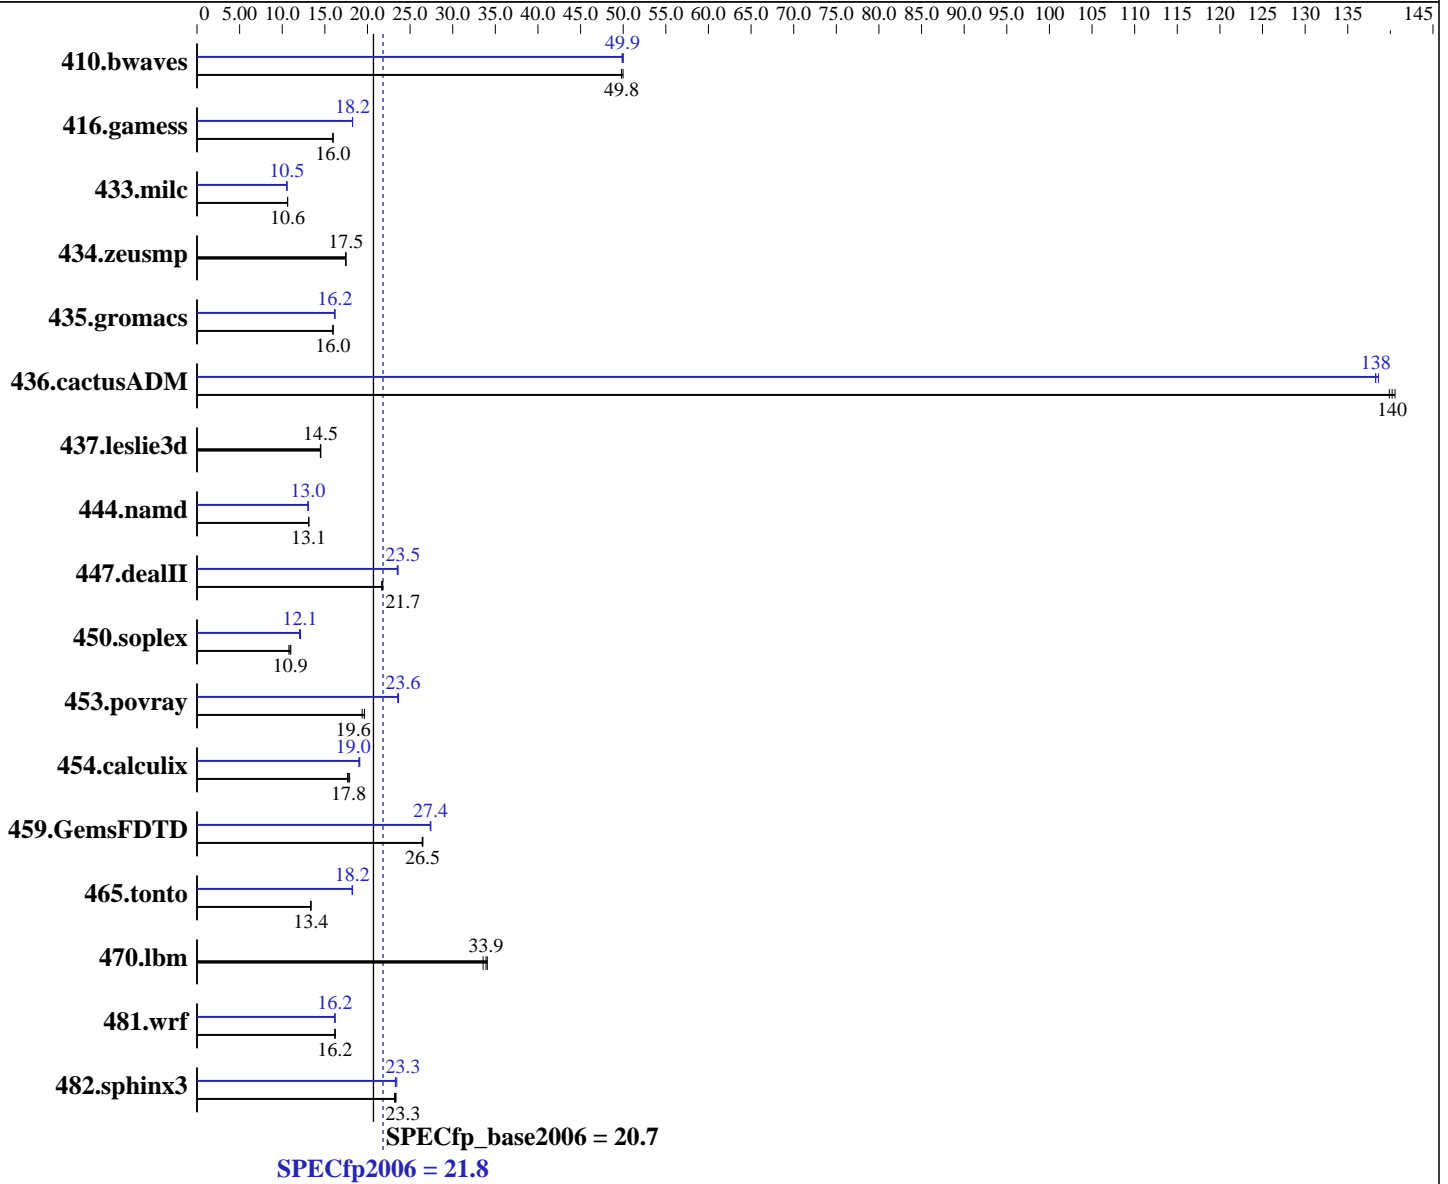 0 5.00 10.0 15.0 20.0 25.0 30.0 35.0 40.0 45.0 50.0 55.0 60.0 65.0 70.0 75.0 80.0 85.0 90.0 95.0 100 105 110 115 120 125 130 135 145
49.9
410.bwaves
49.8
18.2
416.gamess
16.0
10.5
433.milc
10.6
17.5
434.zeusmp
16.2
435.gromacs
16.0
138
436.cactusADM
140
14.5
437.leslie3d
13.0
444.namd
13.1
23.5
447.dealII
21.7
12.1
450.soplex
10.9
23.6
453.povray
19.6
19.0
454.calculix
17.8
27.4
459.GemsFDTD
26.5
18.2
465.tonto
13.4
33.9
470.lbm
16.2
481.wrf
16.2
23.3
482.sphinx3
23.3
SPECfp_base2006 = 20.7
SPECfp2006 = 21.8